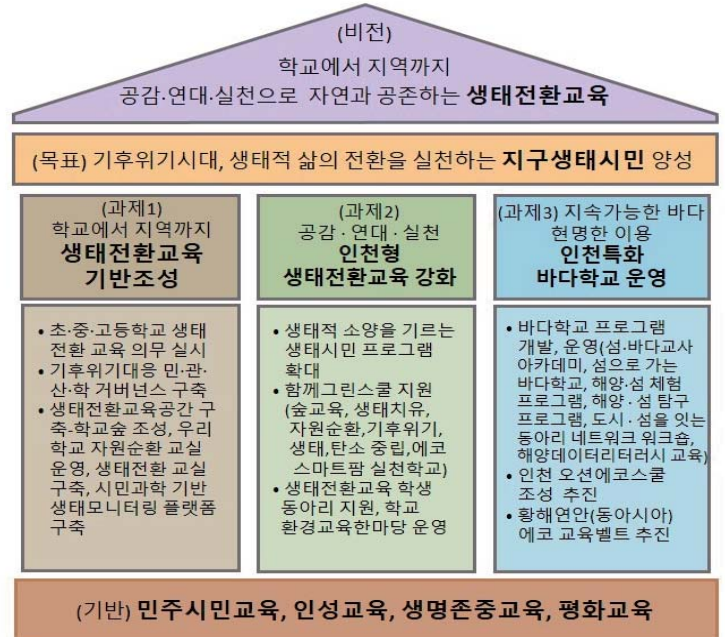 (비전)
학교에서 지역까지
공감·연대·실천으로 자연과 공존하는 생태전환교육
(목표) 기후위기시대, 생태적 삶의 전환을 실천하는 지구생태시민 양성
(과제1)
학교에서 지역까지
생태전환교육
기반조성
• 초·중·고등학교 생태
전환 교육 의무 실시
• 기후위기대응 민·관·
산·학 거버넌스 구축
• 생태전환교육공간 구
축-학교숲 조성, 우리
학교 자원순환 교실
운영, 생태전환 교실
구축, 시민과학 기반
생태모니터링 플랫폼
구축
(과제2)
공감 · 연대 · 실천
인천형
생태전환교육 강화
• 생태적 소양을 기르는
생태시민 프로그램
확대
• 함께그린스쿨 지원
(숲교육, 생태치유,
자원순환,기후위기,
생태,탄소 중립,에코
스마트팜 실천학교)
• 생태전환교육 학생
동아리 지원, 학교
환경교육한마당 운영
(과제3) 지속가능한 바다
현명한 이용
인천특화
바다학교 운영
• 바다학교 프로그램
개발, 운영(섬·바다교사
아카데미, 섬으로 가는
바다학교, 해양·섬 체험
프로그램, 해양 · 섬 탐구
프로그램, 도시 · 섬을 잇는
동아리 네트워크 워크숍,
해양데이터리터러시 교육)
• 인천 오션에코스쿨
조성 추진
• 황해연안(동아시아)
에코 교육벨트 추진
(기반) 민주시민교육, 인성교육, 생명존중교육, 평화교육